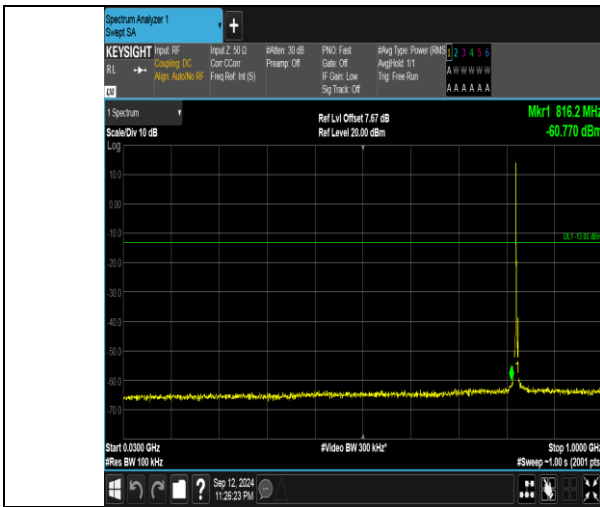 Spectrum Analyzer 1
Swept SA
KEYSIGHT Input: RF Input Z: 50 Ω #Atten: 30 dB PNO: Fast #Avg Type: Power (RMS 1 2 3 4 5 6
RL Coupling: DC Corr CCorr Preamp: Off Gate: Off Avg|Hold: 1/1 A W W W W W
Align: Auto/No RF Freq Ref: Int (S) IF Gain: Low Trig: Free Run
LXI Sig Track: Off A A A A A A
1 Spectrum Ref Lvl Offset 7.67 dB Mkr1 816.2 MHz
Scale/Div 10 dB Ref Level 20.00 dBm -60.770 dBm
Log
10.0
0.00
-10.0 DL1 -13.00 dBm
-20.0
-30.0
-40.0
-50.0
-60.0
-70.0
Start 0.0300 GHz #Video BW 300 kHz* Stop 1.0000 GHz
#Res BW 100 kHz #Sweep ~1.00 s (2001 pts
? Sep 12, 2024
11:26:23 PM